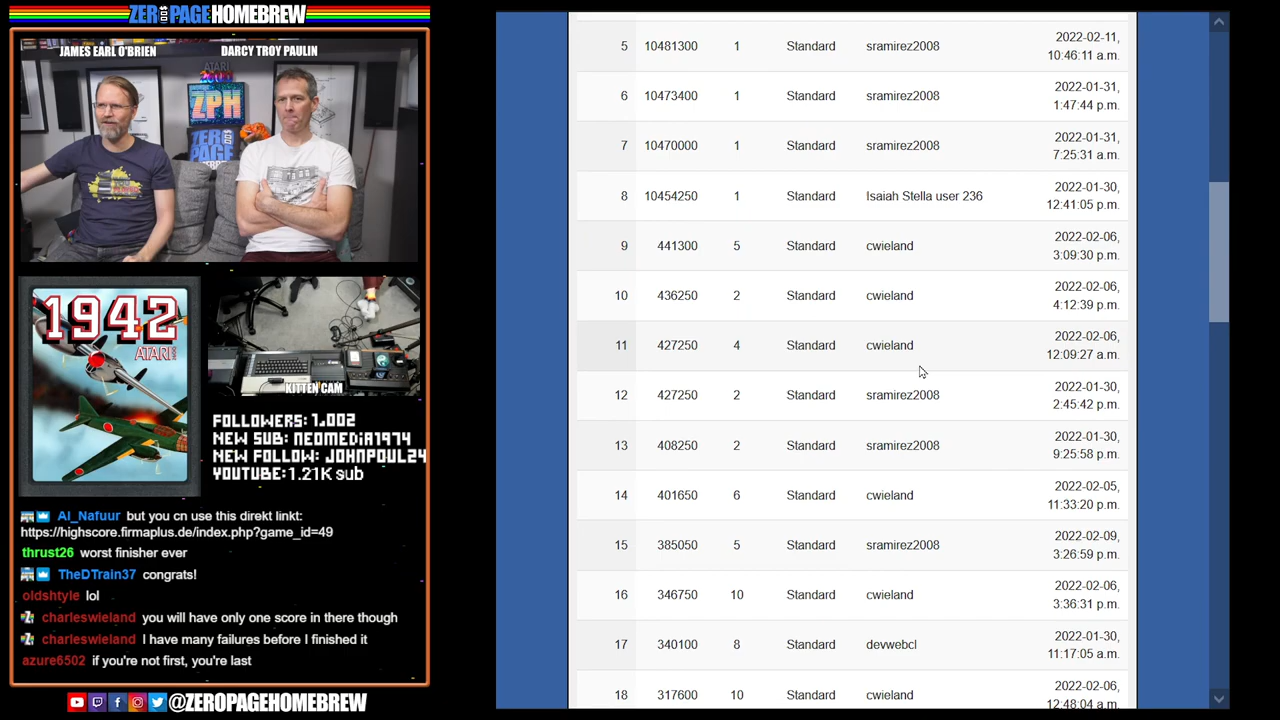 ZERO PAGE HOMEBREW
JAMES EARL O'BRIEN
DARCY TROY PAULIN
ATARI
ZPH
ZERO
PAGE
1942
ATARI
KITTEN CAM
FOLLOWERS: 1,002
NEW SUB: NEOMEDIA1974
NEW FOLLOW: JOHNPOUL24
YOUTUBE: 1.21K sub
Al_Nafuur but you cn use this direkt linkt:
https://highscore.firmaplus.de/index.php?game_id=49
thrust26 worst finisher ever
TheDTrain37 congrats!
oldshtyle lol
charleswieland you will have only one score in there though
charleswieland I have many failures before I finished it
azure6502 if you're not first, you're last
@ZEROPAGEHOMEBREW
5 10481300 1 Standard sramirez2008 2022-02-11,
10:46:11 a.m.
6 10473400 1 Standard sramirez2008 2022-01-31,
1:47:44 p.m.
7 10470000 1 Standard sramirez2008 2022-01-31,
7:25:31 a.m.
8 10454250 1 Standard Isaiah Stella user 236 2022-01-30,
12:41:05 p.m.
9 441300 5 Standard cwieland 2022-02-06,
3:09:30 p.m.
10 436250 2 Standard cwieland 2022-02-06,
4:12:39 p.m.
11 427250 4 Standard cwieland 2022-02-06,
12:09:27 a.m.
12 427250 2 Standard sramirez2008 2022-01-30,
2:45:42 p.m.
13 408250 2 Standard sramirez2008 2022-01-30,
9:25:58 p.m.
14 401650 6 Standard cwieland 2022-02-05,
11:33:20 p.m.
15 385050 5 Standard sramirez2008 2022-02-09,
3:26:59 p.m.
16 346750 10 Standard cwieland 2022-02-06,
3:36:31 p.m.
17 340100 8 Standard devwebcl 2022-01-30,
11:17:05 a.m.
18 317600 10 Standard cwieland 2022-02-06,
12:48:04 a.m.